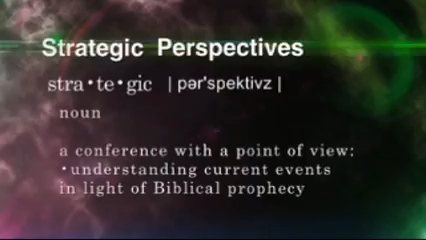 Strategic Perspectives
stra•te•gic | pər'spektivz |
noun
a conference with a point of view:
•understanding current events
in light of Biblical prophecy